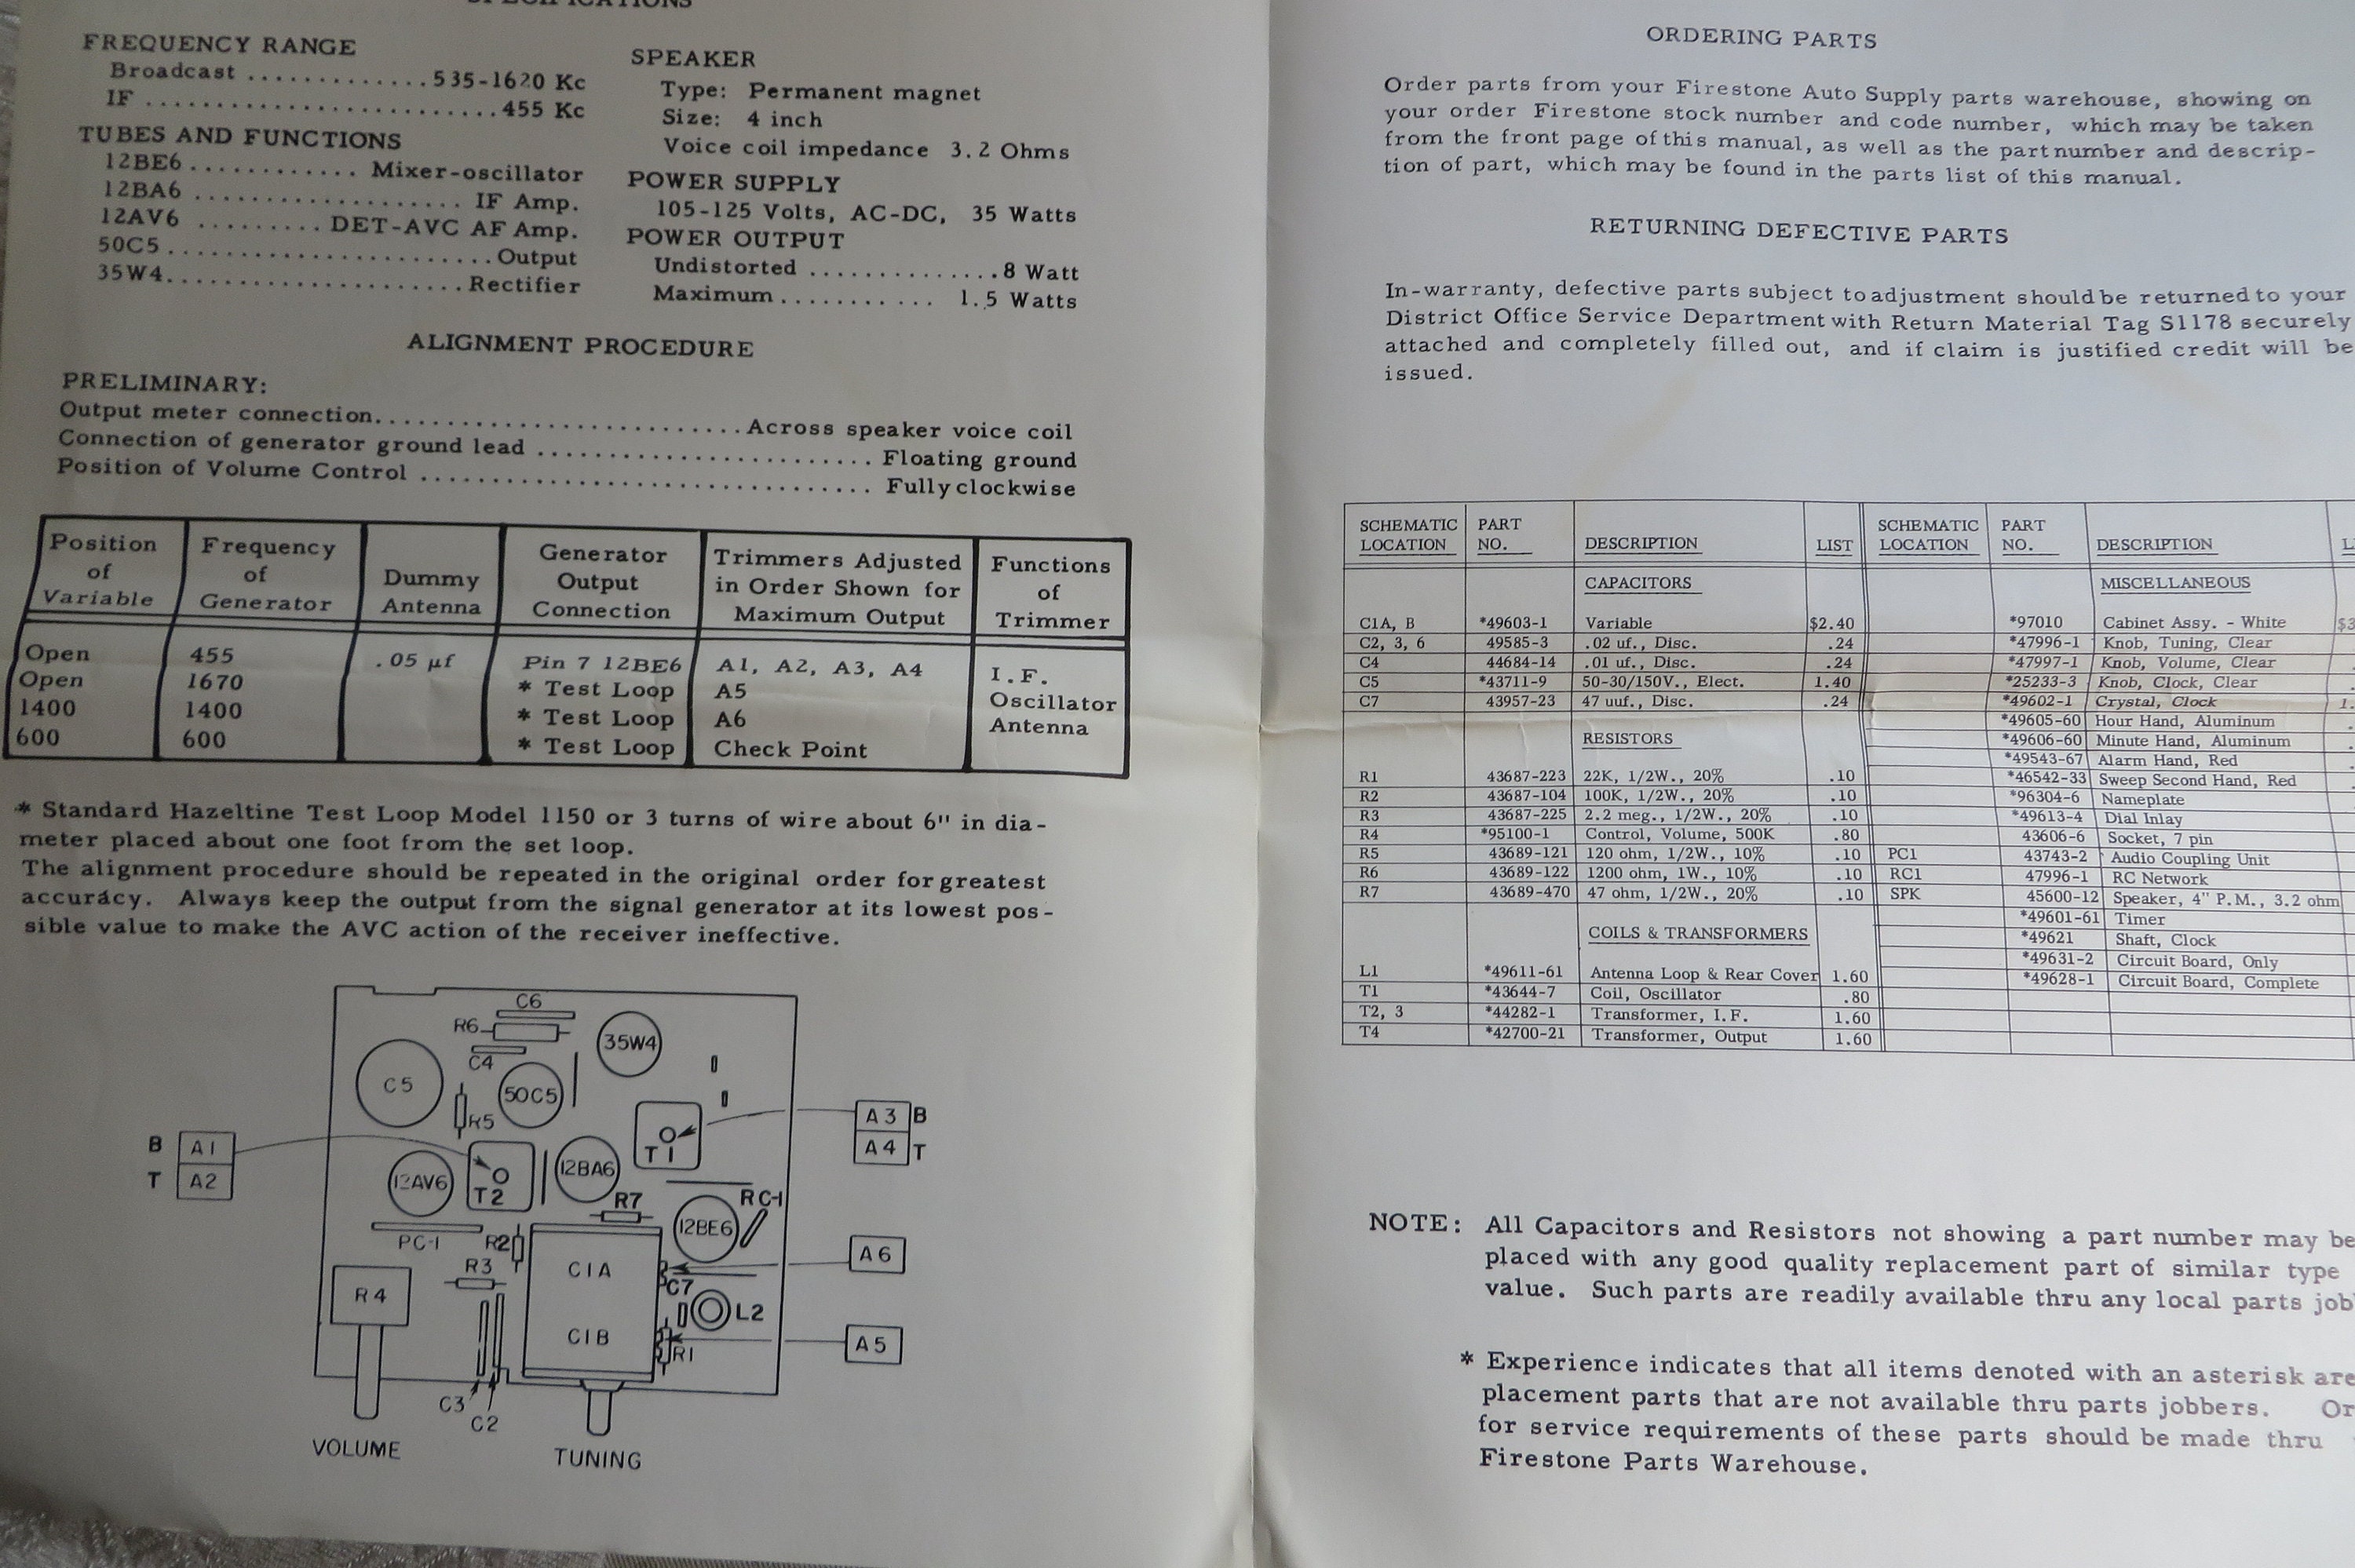 SPECIFICATIONS
FREQUENCY RANGE
Broadcast .............535-1620 Kc
IF .........................455 Kc
TUBES AND FUNCTIONS
12BE6............ Mixer-oscillator
12BA6 ................... IF Amp.
12AV6 ......... DET-AVC AF Amp.
50C5.......................Output
35W4.....................Rectifier
SPEAKER
Type: Permanent magnet
Size: 4 inch
Voice coil impedance 3.2 Ohms
POWER SUPPLY
105-125 Volts, AC-DC, 35 Watts
POWER OUTPUT
Undistorted ..............8 Watt
Maximum........... 1.5 Watts
ALIGNMENT PROCEDURE
PRELIMINARY:
Output meter connection..........................Across speaker voice coil
Connection of generator ground lead ........................ Floating ground
Position of Volume Control ................................ Fully clockwise
Position of Variable | Frequency of Generator | Dummy Antenna | Generator Output Connection | Trimmers Adjusted in Order Shown for Maximum Output | Functions of Trimmer
Open 455 .05 µf Pin 7 12BE6 A1, A2, A3, A4 I.F.
Open 1670 * Test Loop A5 Oscillator
1400 1400 * Test Loop A6 Antenna
600 600 * Test Loop Check Point
* Standard Hazeltine Test Loop Model 1150 or 3 turns of wire about 6" in dia-
meter placed about one foot from the set loop.
The alignment procedure should be repeated in the original order for greatest
accuracy. Always keep the output from the signal generator at its lowest pos-
sible value to make the AVC action of the receiver ineffective.
C6
R6
35W4
C4
C5
50C5
R5
A3 B
A4 T
T1
B A1
T A2
12AV6
T2
12BA6
R7
RC-1
12BE6
PC-1
R2
R3
C1A
A6
C7
R4
L2
C1B
A5
R1
C3
C2
VOLUME
TUNING
ORDERING PARTS
Order parts from your Firestone Auto Supply parts warehouse, showing on
your order Firestone stock number and code number, which may be taken
from the front page of this manual, as well as the part number and descrip-
tion of part, which may be found in the parts list of this manual.
RETURNING DEFECTIVE PARTS
In-warranty, defective parts subject to adjustment should be returned to your
District Office Service Department with Return Material Tag S1178 securely
attached and completely filled out, and if claim is justified credit will be
issued.
SCHEMATIC LOCATION | PART NO. | DESCRIPTION | LIST | SCHEMATIC LOCATION | PART NO. | DESCRIPTION
CAPACITORS
C1A, B *49603-1 Variable $2.40
C2, 3, 6 49585-3 .02 uf., Disc. .24
C4 44684-14 .01 uf., Disc. .24
C5 *43711-9 50-30/150V., Elect. 1.40
C7 43957-23 47 uuf., Disc. .24
RESISTORS
R1 43687-223 22K, 1/2W., 20% .10
R2 43687-104 100K, 1/2W., 20% .10
R3 43687-225 2.2 meg., 1/2W., 20% .10
R4 *95100-1 Control, Volume, 500K .80
R5 43689-121 120 ohm, 1/2W., 10% .10
R6 43689-122 1200 ohm, 1W., 10% .10
R7 43689-470 47 ohm, 1/2W., 20% .10
COILS & TRANSFORMERS
L1 *49611-61 Antenna Loop & Rear Cover 1.60
T1 *43644-7 Coil, Oscillator .80
T2, 3 *44282-1 Transformer, I.F. 1.60
T4 *42700-21 Transformer, Output 1.60
MISCELLANEOUS
*97010 Cabinet Assy. - White $3
*47996-1 Knob, Tuning, Clear
*47997-1 Knob, Volume, Clear
*25233-3 Knob, Clock, Clear
*49602-1 Crystal, Clock 1.
*49605-60 Hour Hand, Aluminum
*49606-60 Minute Hand, Aluminum
*49543-67 Alarm Hand, Red
*46542-33 Sweep Second Hand, Red
*96304-6 Nameplate
*49613-4 Dial Inlay
43606-6 Socket, 7 pin
PC1 43743-2 Audio Coupling Unit
RC1 47996-1 RC Network
SPK 45600-12 Speaker, 4" P.M., 3.2 ohm
*49601-61 Timer
*49621 Shaft, Clock
*49631-2 Circuit Board, Only
*49628-1 Circuit Board, Complete
NOTE: All Capacitors and Resistors not showing a part number may be
placed with any good quality replacement part of similar type
value. Such parts are readily available thru any local parts job
* Experience indicates that all items denoted with an asterisk are
placement parts that are not available thru parts jobbers. Or
for service requirements of these parts should be made thru
Firestone Parts Warehouse.